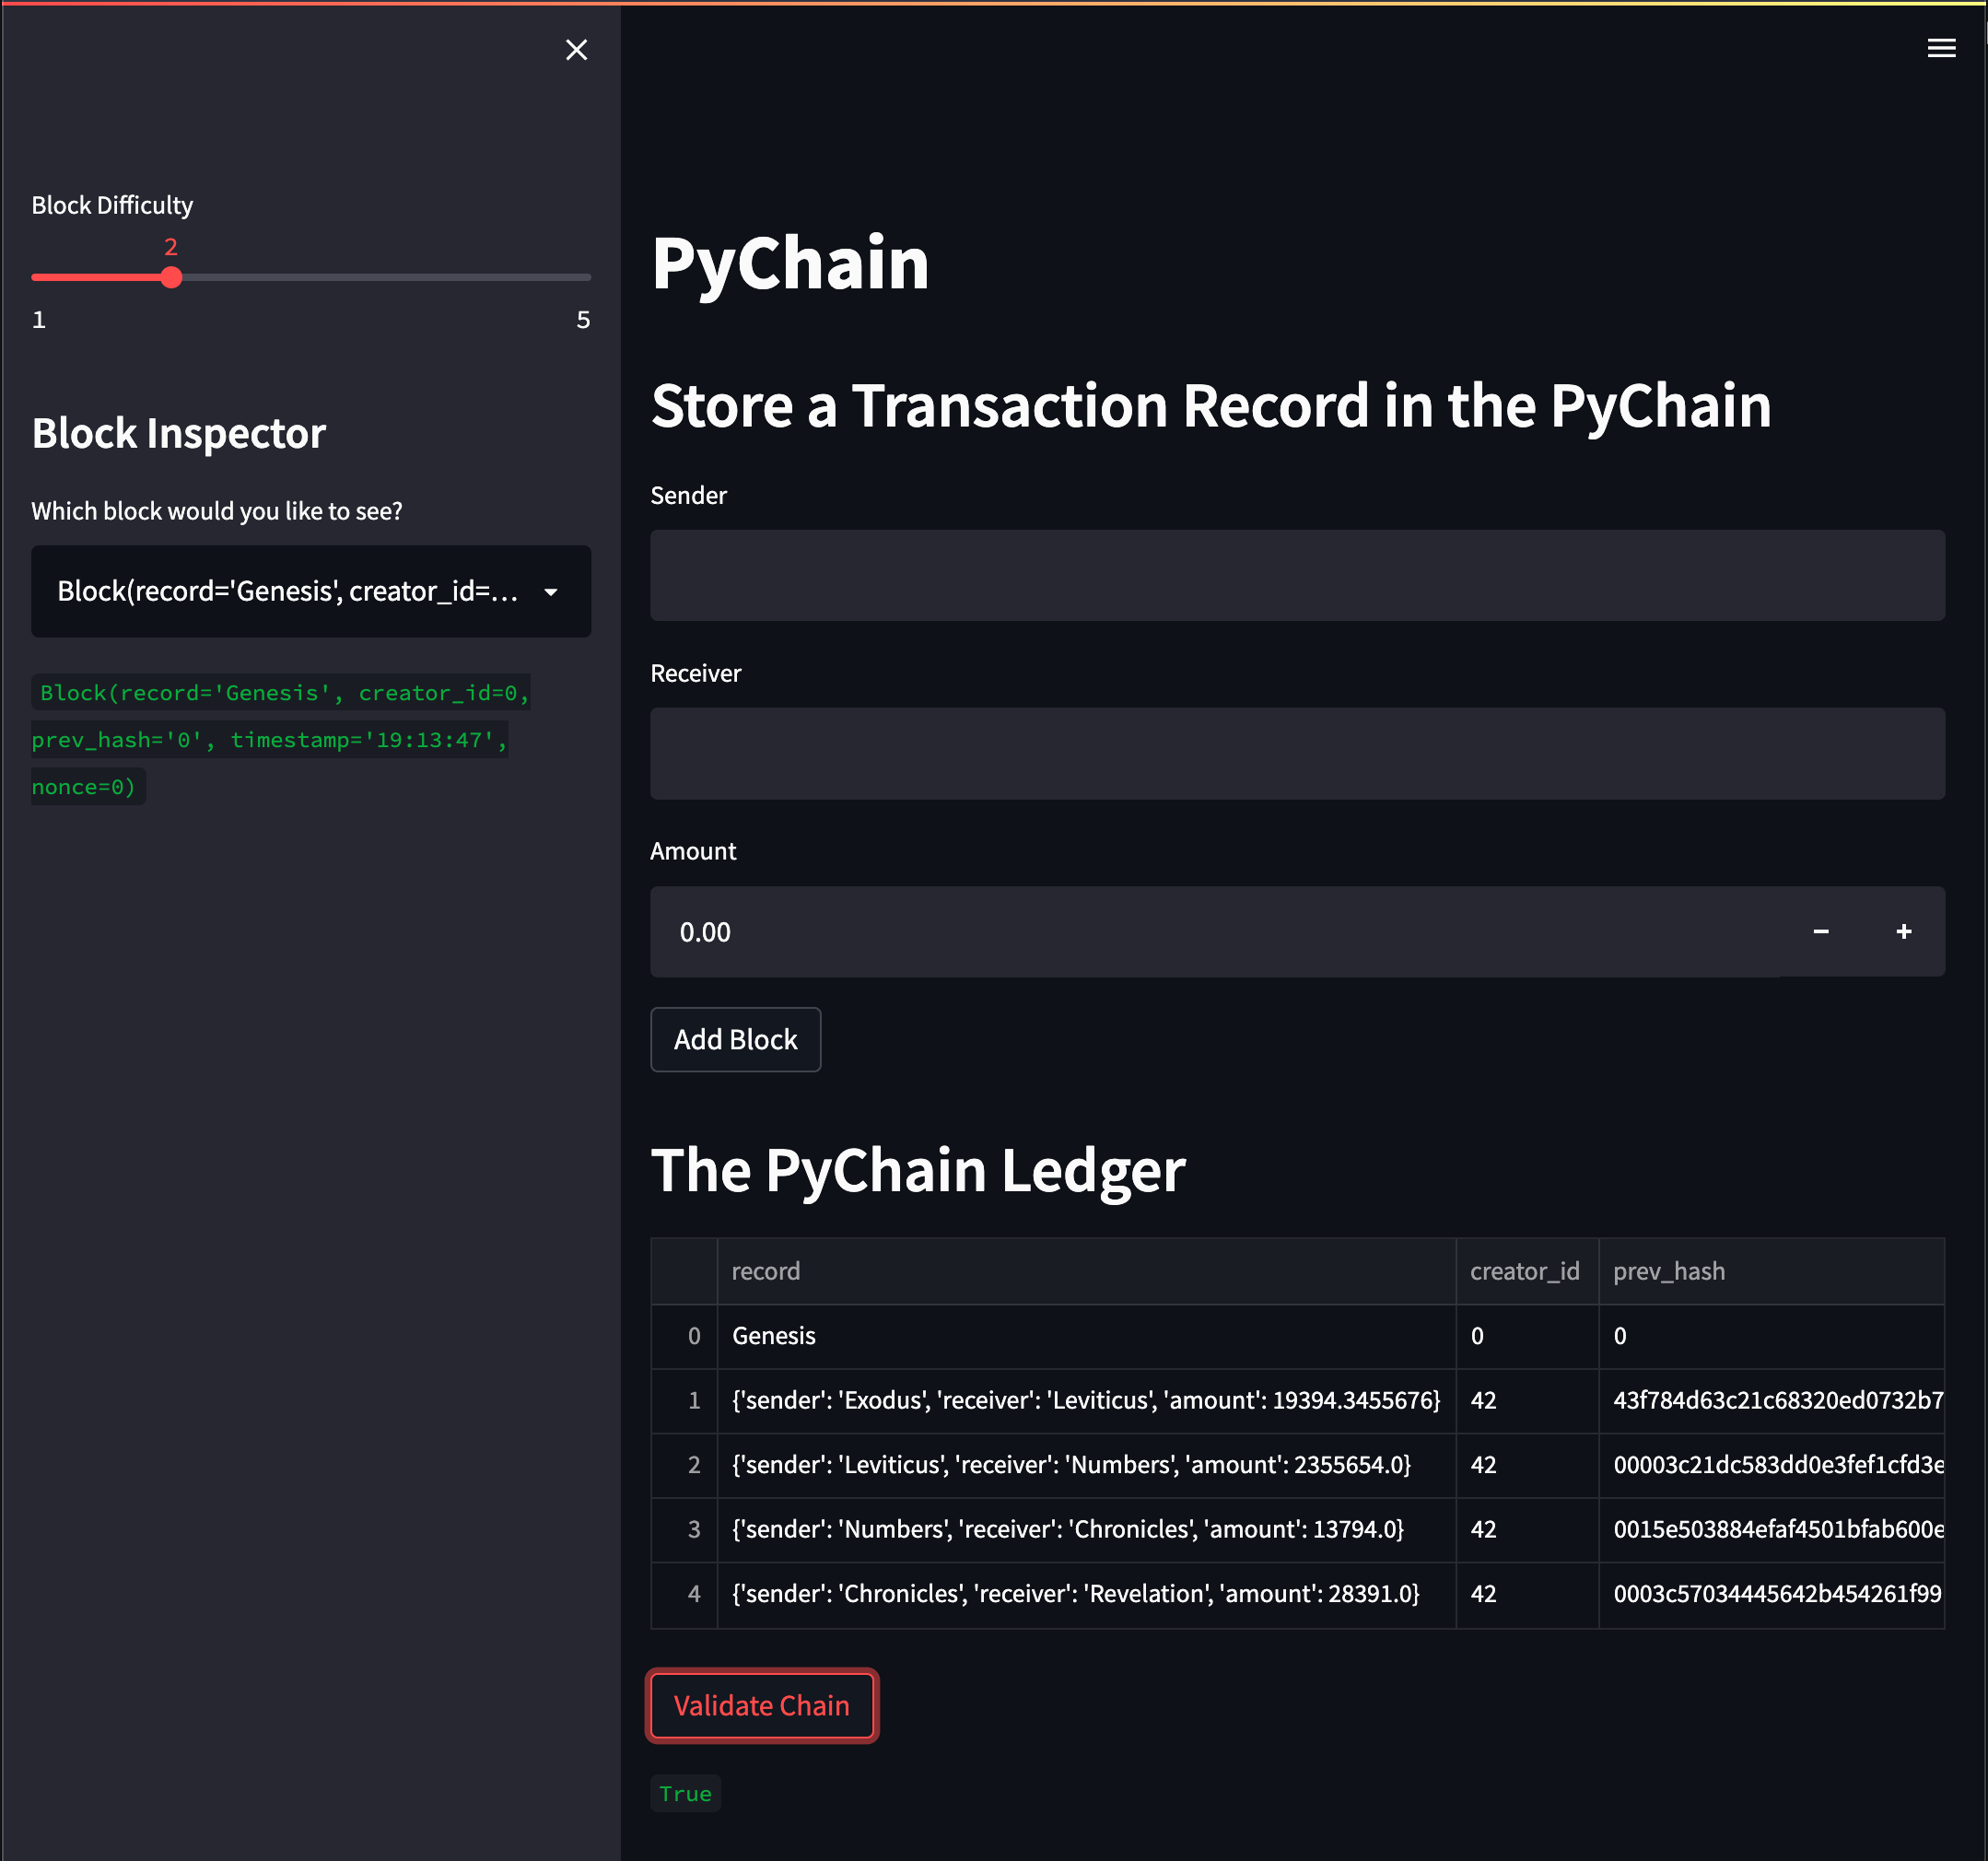 Block Difficulty
2
1 5
Block Inspector
Which block would you like to see?
Block(record='Genesis', creator_id=...
Block(record='Genesis', creator_id=0,
prev_hash='0', timestamp='19:13:47',
nonce=0)
PyChain
Store a Transaction Record in the PyChain
Sender
Receiver
Amount
0.00
Add Block
The PyChain Ledger
record creator_id prev_hash
0 Genesis 0 0
1 {'sender': 'Exodus', 'receiver': 'Leviticus', 'amount': 19394.3455676} 42 43f784d63c21c68320ed0732b7
2 {'sender': 'Leviticus', 'receiver': 'Numbers', 'amount': 2355654.0} 42 00003c21dc583dd0e3fef1cfd3e
3 {'sender': 'Numbers', 'receiver': 'Chronicles', 'amount': 13794.0} 42 0015e503884efaf4501bfab600e
4 {'sender': 'Chronicles', 'receiver': 'Revelation', 'amount': 28391.0} 42 0003c57034445642b454261f99
Validate Chain
True